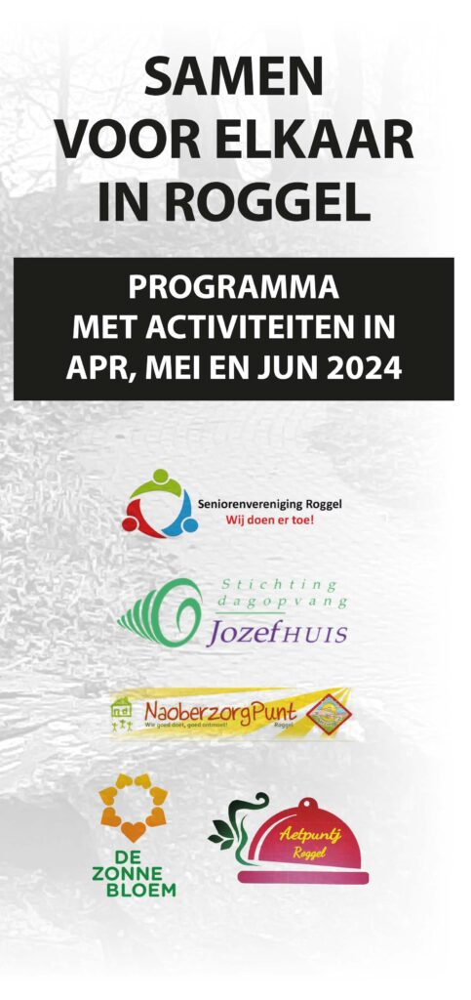 SAMEN
VOOR ELKAAR
IN ROGGEL
PROGRAMMA
MET ACTIVITEITEN IN
APR, MEI EN JUN 2024
Seniorenvereniging Roggel
Wij doen er toe!
Stichting
dagopvang
JOZEFHUIS
NaoberzorgPunt
Wie goed doet, goed ontmoet! Roggel
DE
ZONNE
BLOEM
Aetpuntj
Roggel